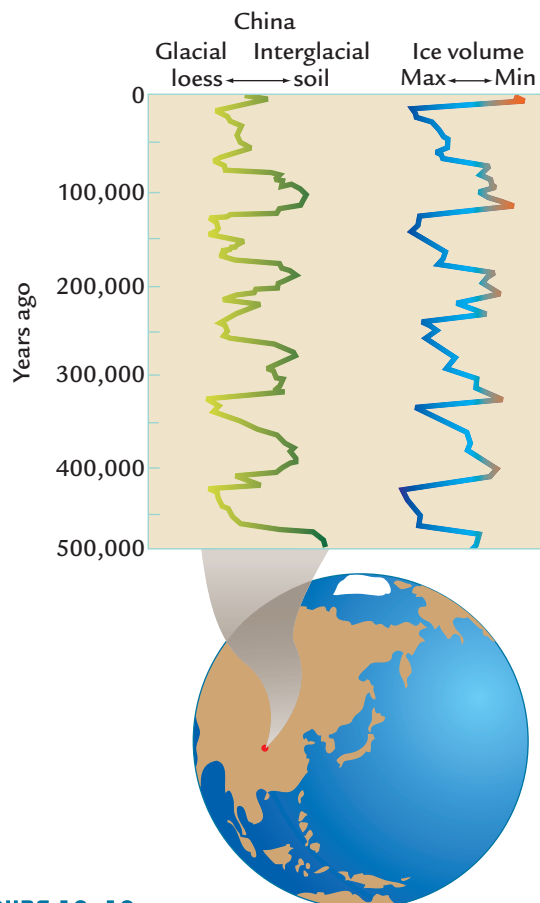 China
Glacial Interglacial Ice volume
loess soil Max Min
0
100,000
200,000
300,000
400,000
500,000
Years ago